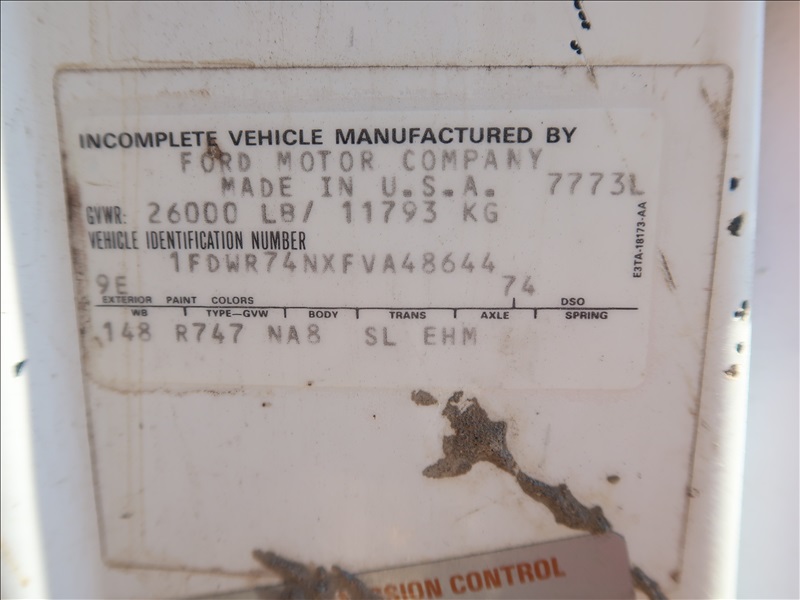 INCOMPLETE VEHICLE MANUFACTURED BY
FORD MOTOR COMPANY
MADE IN U.S.A. 7773L
GVWR: 26000 LB/ 11793 KG
VEHICLE IDENTIFICATION NUMBER
1FDWR74NXFVA48644
9E 74
EXTERIOR PAINT COLORS DSO
WB TYPE—GVW BODY TRANS AXLE SPRING
148 R747 NA8 SL EHM
E3TA-18173-AA
CONTROL